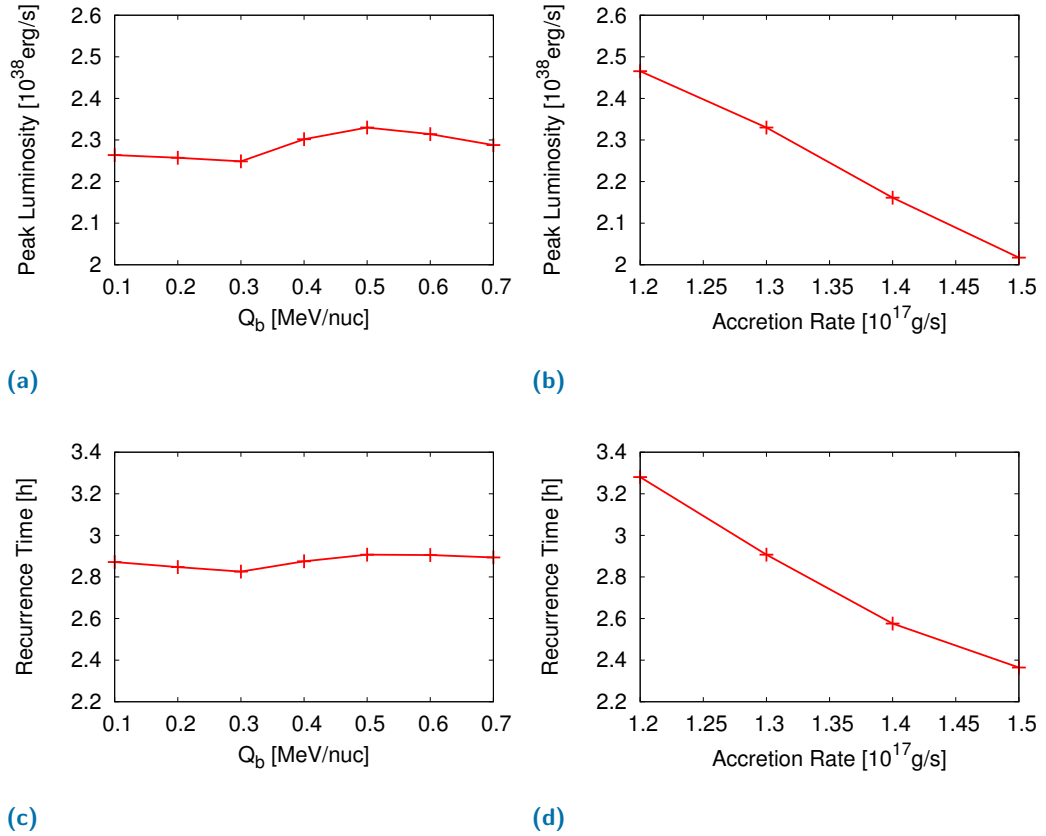 2.6
2.5
2.4
2.3
2.2
2.1
2
Peak Luminosity [10^38erg/s]
0.1 0.2 0.3 0.4 0.5 0.6 0.7
Q_b [MeV/nuc]
(a)
2.6
2.5
2.4
2.3
2.2
2.1
2
Peak Luminosity [10^38erg/s]
1.2 1.25 1.3 1.35 1.4 1.45 1.5
Accretion Rate [10^17g/s]
(b)
3.4
3.2
3
2.8
2.6
2.4
2.2
Recurrence Time [h]
0.1 0.2 0.3 0.4 0.5 0.6 0.7
Q_b [MeV/nuc]
(c)
3.4
3.2
3
2.8
2.6
2.4
2.2
Recurrence Time [h]
1.2 1.25 1.3 1.35 1.4 1.45 1.5
Accretion Rate [10^17g/s]
(d)